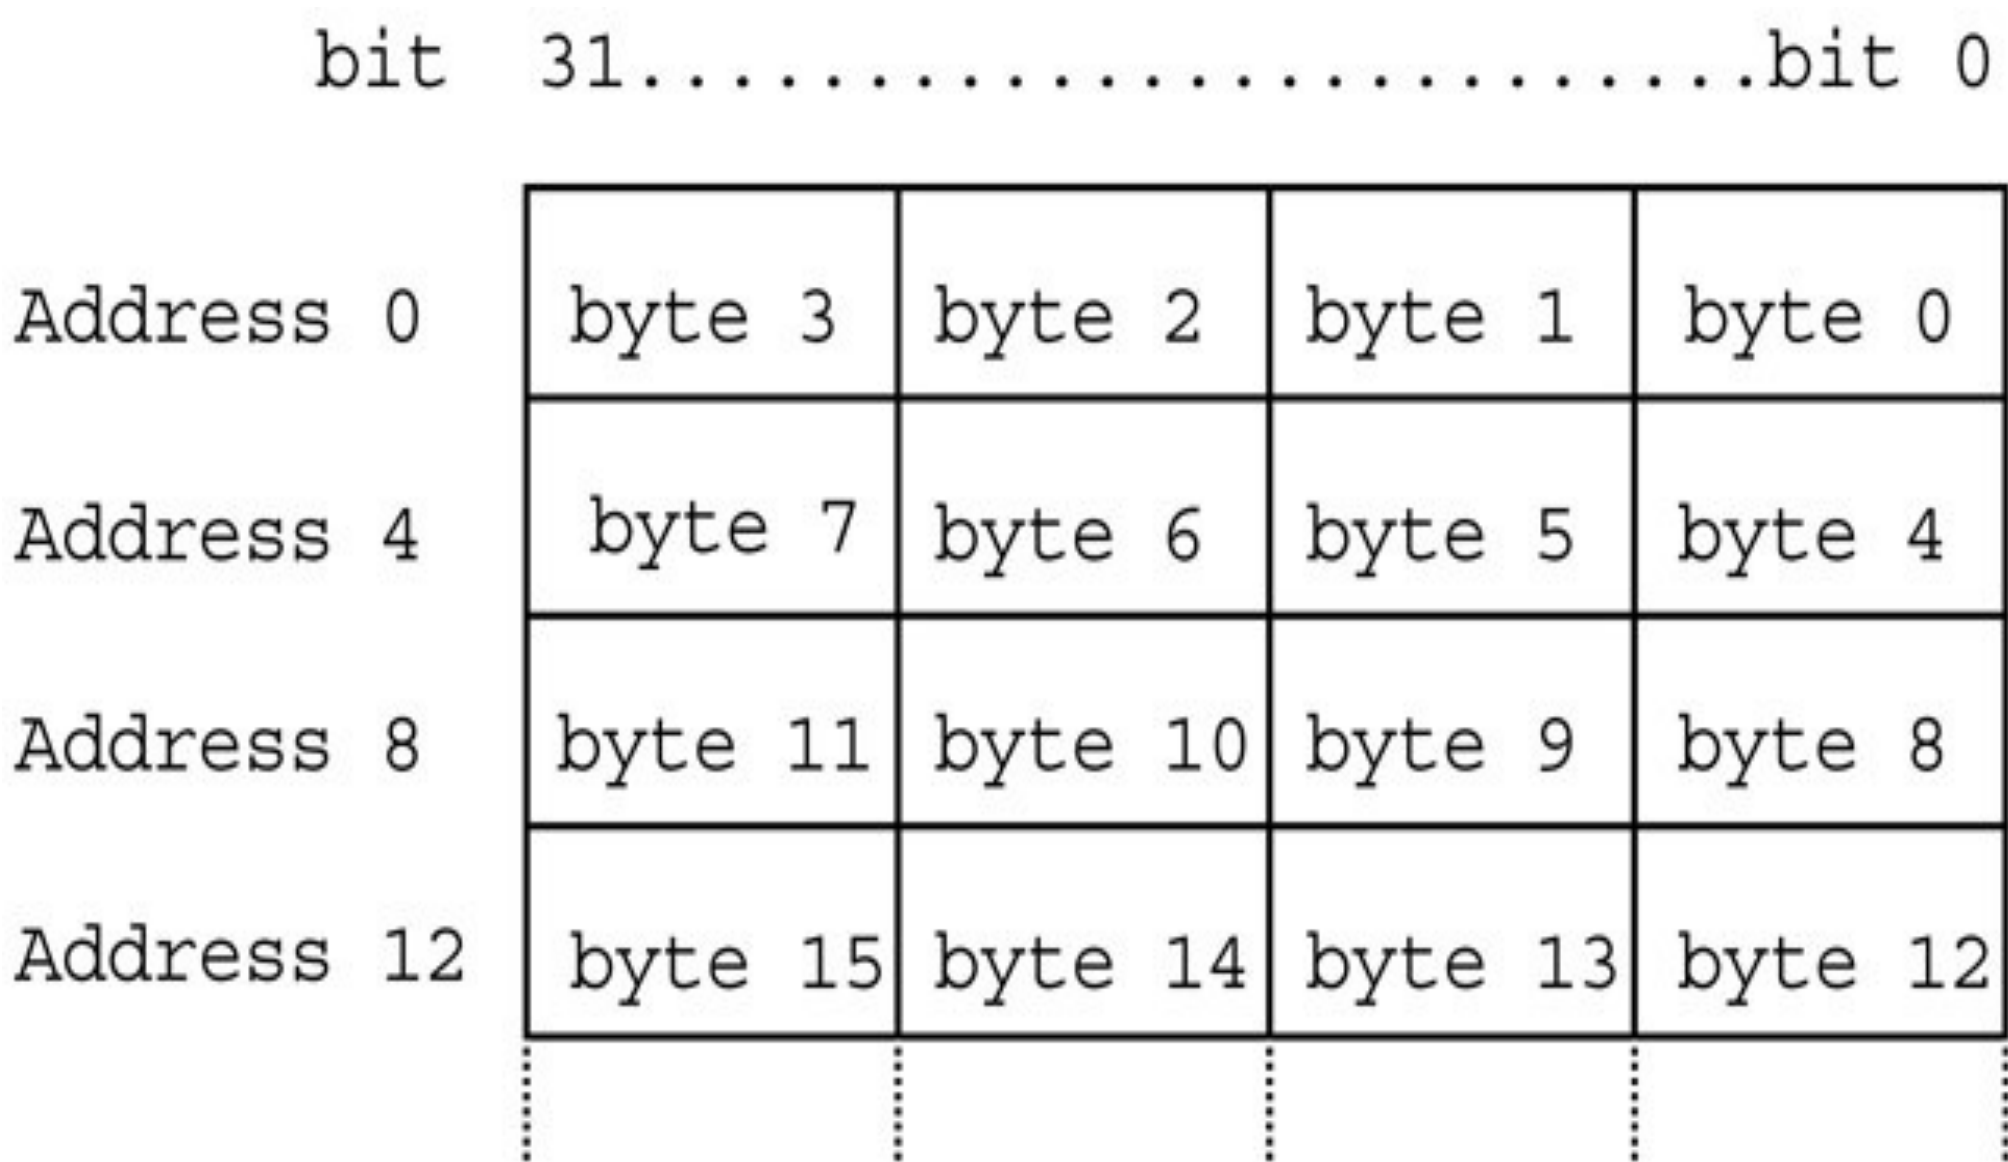 bit 31.........................bit 0
Address 0 byte 3 byte 2 byte 1 byte 0
Address 4 byte 7 byte 6 byte 5 byte 4
Address 8 byte 11 byte 10 byte 9 byte 8
Address 12 byte 15 byte 14 byte 13 byte 12